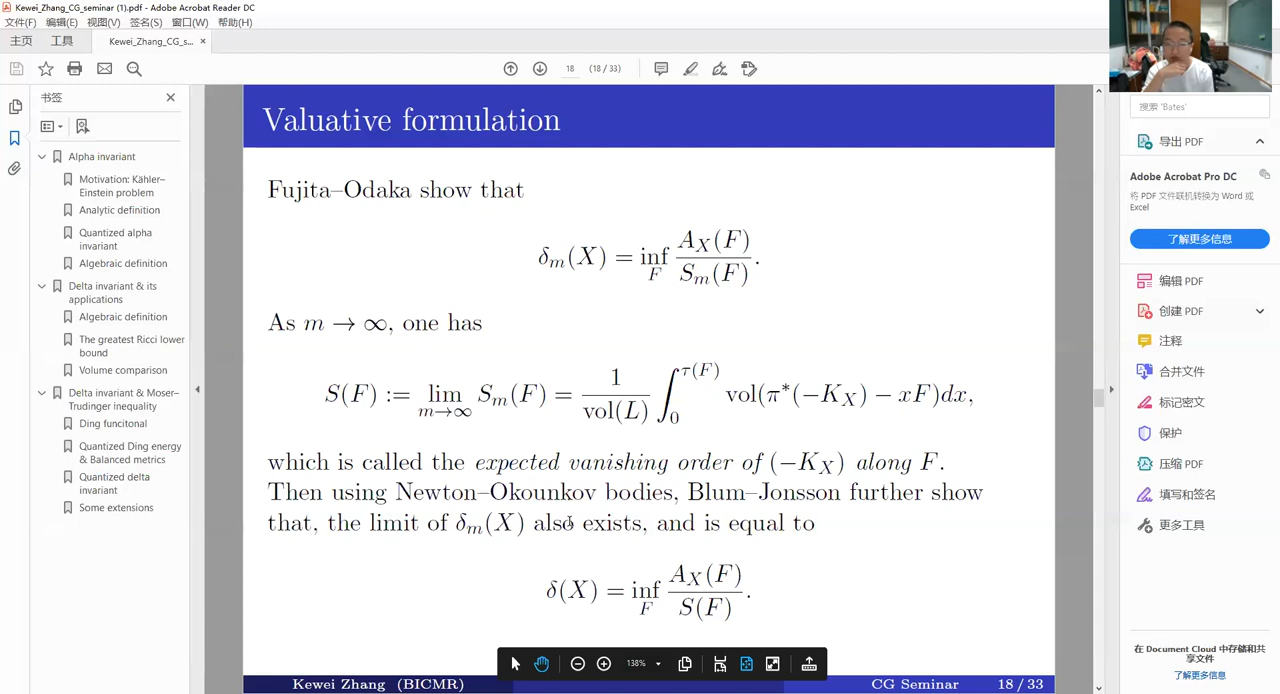 Kewei_Zhang_CG_seminar (1).pdf - Adobe Acrobat Reader DC
文件(F) 编辑(E) 视图(V) 签名(S) 窗口(W) 帮助(H)
主页 工具 Kewei_Zhang_CG_s... ×
18 (18 / 33)
书签
Alpha invariant
Motivation: Kähler–
Einstein problem
Analytic definition
Quantized alpha
invariant
Algebraic definition
Delta invariant & its
applications
Algebraic definition
The greatest Ricci lower
bound
Volume comparison
Delta invariant & Moser–
Trudinger inequality
Ding funcitonal
Quantized Ding energy
& Balanced metrics
Quantized delta
invariant
Some extensions
Valuative formulation
Fujita–Odaka show that
δ_m(X) = inf_F A_X(F) / S_m(F).
As m → ∞, one has
S(F) := lim_{m→∞} S_m(F) = 1/vol(L) ∫_0^{τ(F)} vol(π*(−K_X) − xF)dx,
which is called the expected vanishing order of (−K_X) along F.
Then using Newton–Okounkov bodies, Blum–Jonsson further show
that, the limit of δ_m(X) also exists, and is equal to
δ(X) = inf_F A_X(F) / S(F).
138%
Kewei Zhang (BICMR) CG Seminar 18 / 33
搜索 'Bates'
导出 PDF
Adobe Acrobat Pro DC
将 PDF 文件联机转换为 Word 或
Excel
了解更多信息
编辑 PDF
创建 PDF
注释
合并文件
标记密文
保护
压缩 PDF
填写和签名
更多工具
在 Document Cloud 中存储和共
享文件
了解更多信息